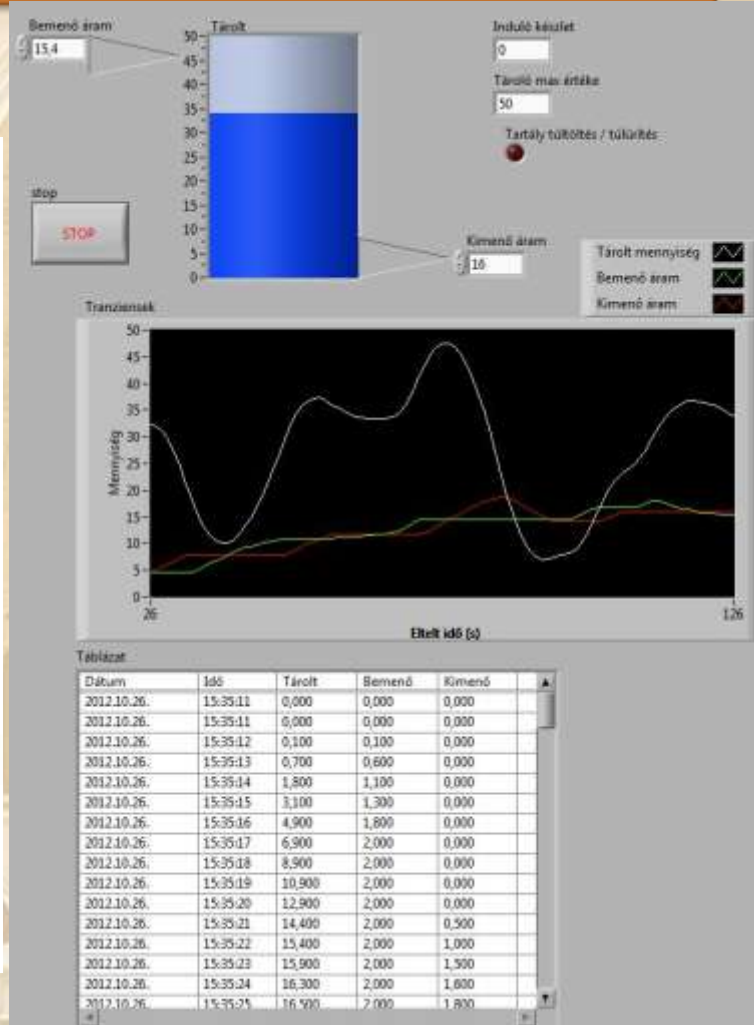 Bemenő áram
15,4
Tárolt
50
45
40
35
30
25
20
15
10
5
0
Induló készlet
0
Tároló max értéke
50
Tartály túltöltés / túlürítés
stop
STOP
Kimenő áram
16
Tárolt mennyiség
Bemenő áram
Kimenő áram
Tranziensek
Mennyiség
50
45
40
35
30
25
20
15
10
5
0
26
126
Eltelt idő (s)
Táblázat
Dátum Idő Tárolt Bemenő Kimenő
2012.10.26. 15:35:11 0,000 0,000 0,000
2012.10.26. 15:35:11 0,000 0,000 0,000
2012.10.26. 15:35:12 0,100 0,100 0,000
2012.10.26. 15:35:13 0,700 0,600 0,000
2012.10.26. 15:35:14 1,800 1,100 0,000
2012.10.26. 15:35:15 3,100 1,300 0,000
2012.10.26. 15:35:16 4,900 1,800 0,000
2012.10.26. 15:35:17 6,900 2,000 0,000
2012.10.26. 15:35:18 8,900 2,000 0,000
2012.10.26. 15:35:19 10,900 2,000 0,000
2012.10.26. 15:35:20 12,900 2,000 0,000
2012.10.26. 15:35:21 14,400 2,000 0,500
2012.10.26. 15:35:22 15,400 2,000 1,000
2012.10.26. 15:35:23 15,900 2,000 1,500
2012.10.26. 15:35:24 16,300 2,000 1,600
2012.10.26. 15:35:25 16,500 2,000 1,800